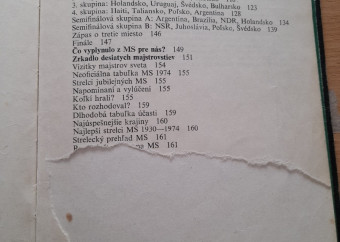 3. skupina: Holandsko, Uruguaj, Švédsko, Bulharsko 123
4. skupina: Haiti, Taliansko, Poľsko, Argentína 128
Semifinálová skupina A: Argentína, Brazília, NDR, Holandsko 134
Semifinálová skupina B: NSR, Juhoslávia, Poľsko, Švédsko 139
Zápas o tretie miesto 146
Finále 147
Čo vyplynulo z MS pre nás? 149
Zrkadlo desiatych majstrovstiev 151
Vizitky majstrov sveta 154
Neoficiálna tabuľka MS 1974 155
Strelci jubilejných MS 155
Napomínaní a vylúčení 155
Koľkí hrali? 155
Kto rozhodoval? 159
Dlhodobá tabuľka účasti 159
Najúspešnejšie krajiny 160
Najlepší strelci MS 1930—1974 160
Strelecký prehľad MS 161
MS 161